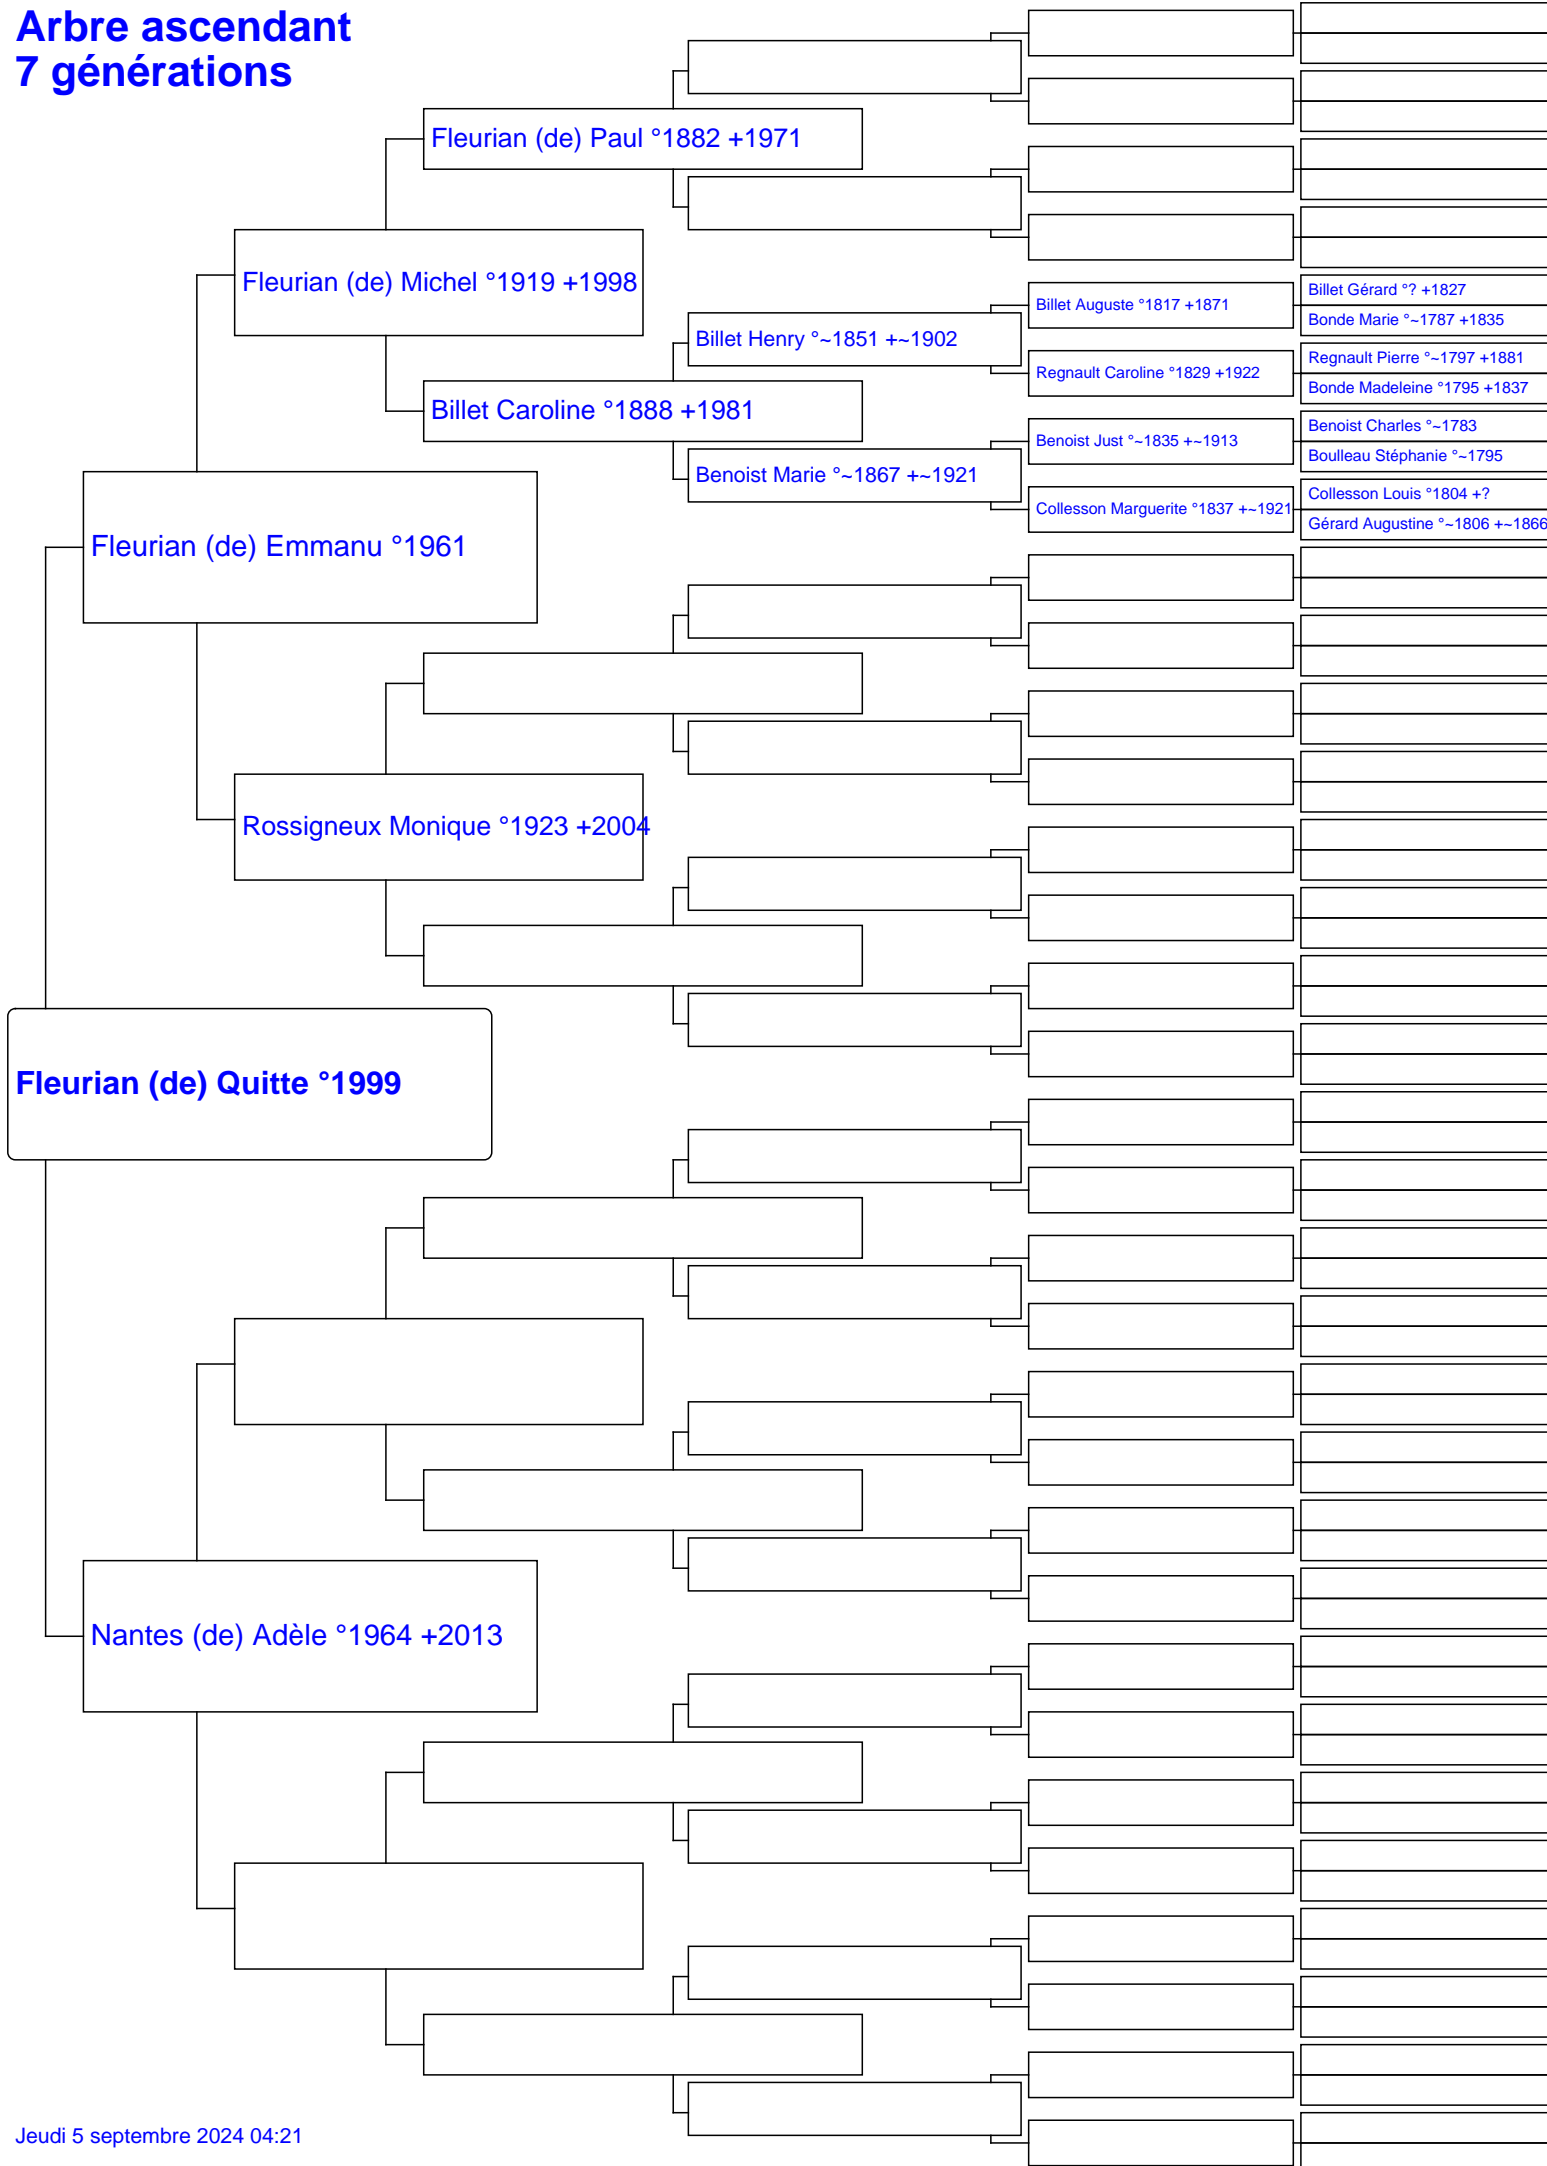 Arbre ascendant
7 générations
Fleurian (de) Paul °1882 +1971
Fleurian (de) Michel °1919 +1998
Billet Gérard °? +1827
Billet Auguste °1817 +1871
Bonde Marie °~1787 +1835
Billet Henry °~1851 +~1902
Regnault Pierre °~1797 +1881
Regnault Caroline °1829 +1922
Bonde Madeleine °1795 +1837
Billet Caroline °1888 +1981
Benoist Charles °~1783
Benoist Just °~1835 +~1913
Boulleau Stéphanie °~1795
Benoist Marie °~1867 +~1921
Collesson Louis °1804 +?
Collesson Marguerite °1837 +~1921
Gérard Augustine °~1806 +~1866
Fleurian (de) Emmanu °1961
Rossigneux Monique °1923 +2004
Fleurian (de) Quitte °1999
Nantes (de) Adèle °1964 +2013
Jeudi 5 septembre 2024 04:21